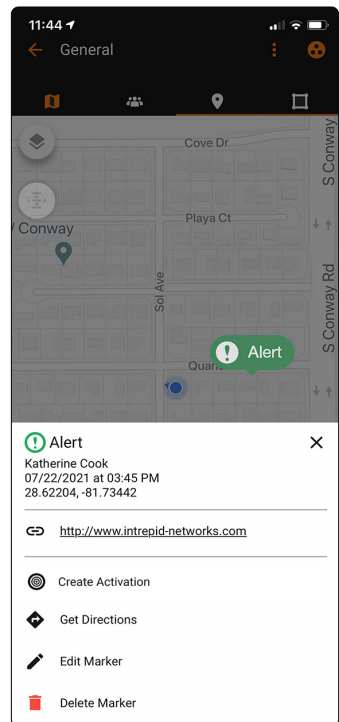 11:44
General
Cove Dr
S Conway
Conway
Playa Ct
Sol Ave
S Conway Rd
Alert
Quan
Alert
Katherine Cook
07/22/2021 at 03:45 PM
28.62204, -81.73442
http://www.intrepid-networks.com
Create Activation
Get Directions
Edit Marker
Delete Marker